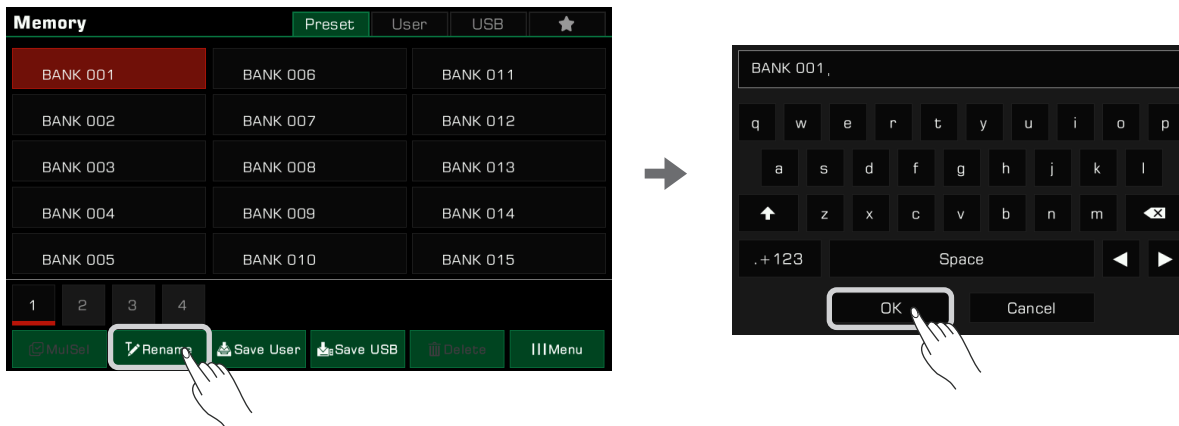 Memory Preset User USB
BANK 001 BANK 006 BANK 011
BANK 002 BANK 007 BANK 012
BANK 003 BANK 008 BANK 013
BANK 004 BANK 009 BANK 014
BANK 005 BANK 010 BANK 015
1 2 3 4
MulSel Rename Save User Save USB Delete Menu
BANK 001,
q w e r t y u i o p
a s d f g h j k l
z x c v b n m
.+123 Space
OK Cancel